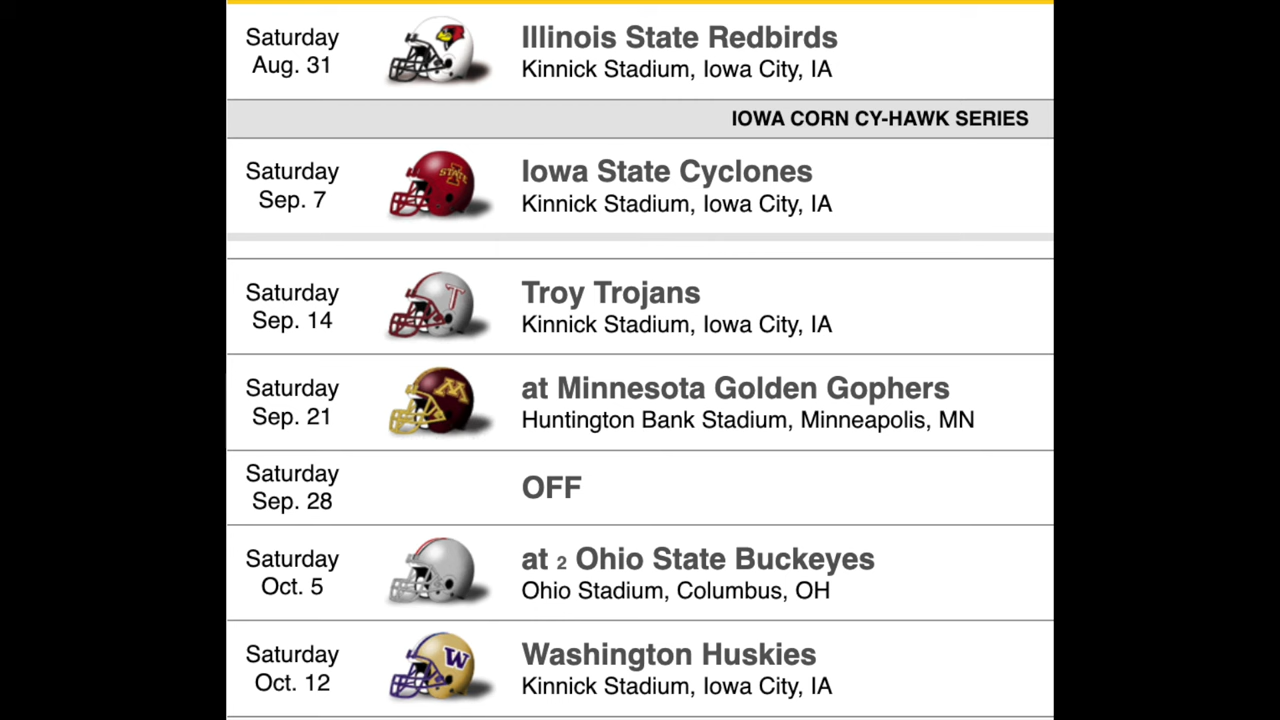 Saturday
Aug. 31
Illinois State Redbirds
Kinnick Stadium, Iowa City, IA
IOWA CORN CY-HAWK SERIES
Saturday
Sep. 7
STATE
Iowa State Cyclones
Kinnick Stadium, Iowa City, IA
Saturday
Sep. 14
T
Troy Trojans
Kinnick Stadium, Iowa City, IA
Saturday
Sep. 21
M
at Minnesota Golden Gophers
Huntington Bank Stadium, Minneapolis, MN
Saturday
Sep. 28
OFF
Saturday
Oct. 5
at 2 Ohio State Buckeyes
Ohio Stadium, Columbus, OH
Saturday
Oct. 12
W
Washington Huskies
Kinnick Stadium, Iowa City, IA